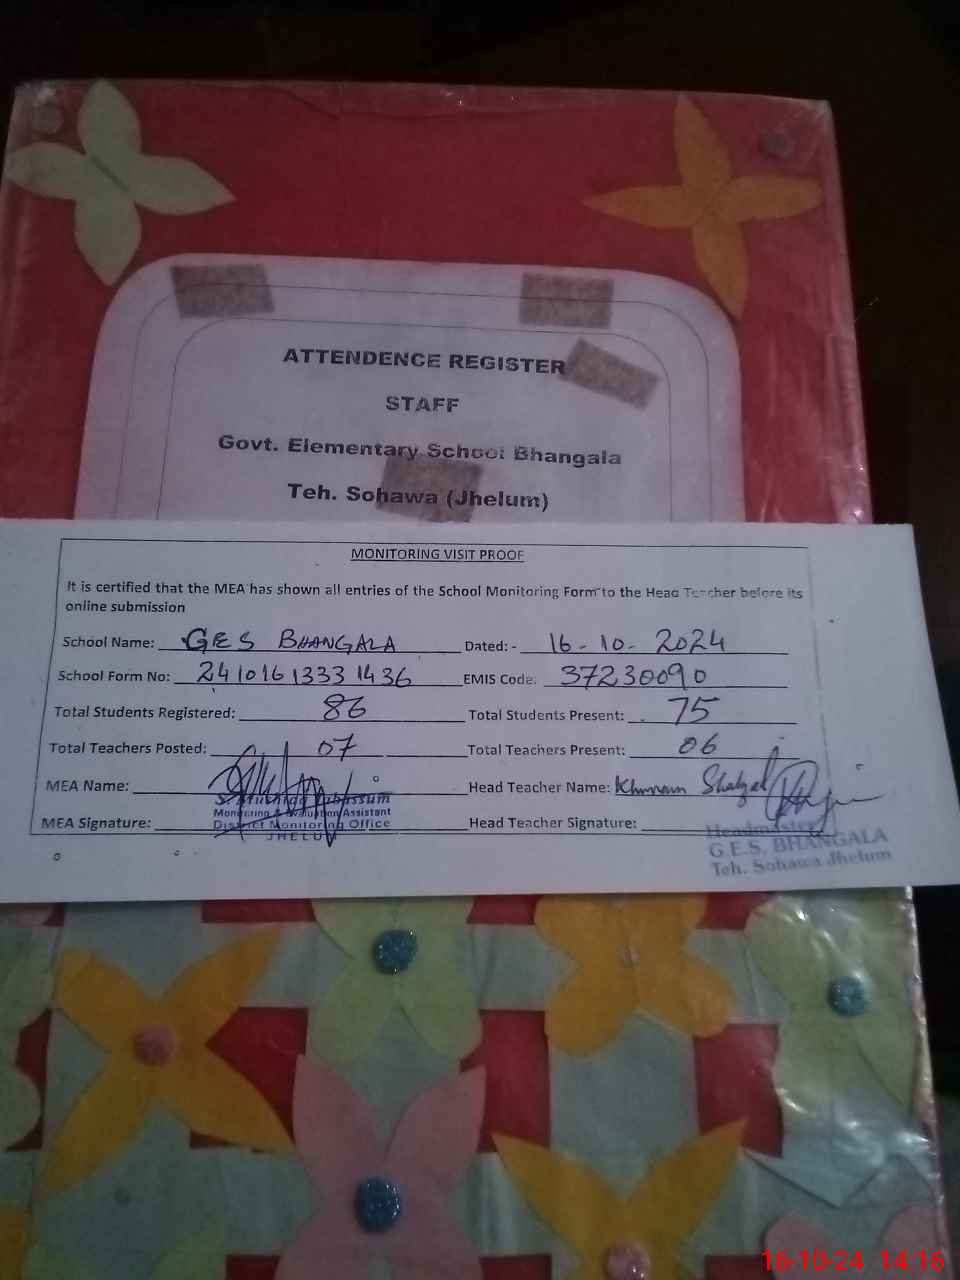 ATTENDENCE REGISTER
STAFF
Govt. Elementary School Bhangala
Teh. Sohawa (Jhelum)
MONITORING VISIT PROOF
It is certified that the MEA has shown all entries of the School Monitoring Form to the Head Teacher before its
online submission
School Name: GES BHANGALA Dated: - 16-10-2024
School Form No: 241016 1333 1436 EMIS Code: 37230090
Total Students Registered: 86 Total Students Present: 75
Total Teachers Posted: 07 Total Teachers Present: 06
MEA Name: Head Teacher Name: Khurram Shahzad
Tabassum
Monitoring & Evaluation Assistant
MEA Signature: District Monitoring Office Head Teacher Signature:
JHELUM
Headmaster
G.E.S. BHANGALA
Teh. Sohawa Jhelum
16-10-24 14:16